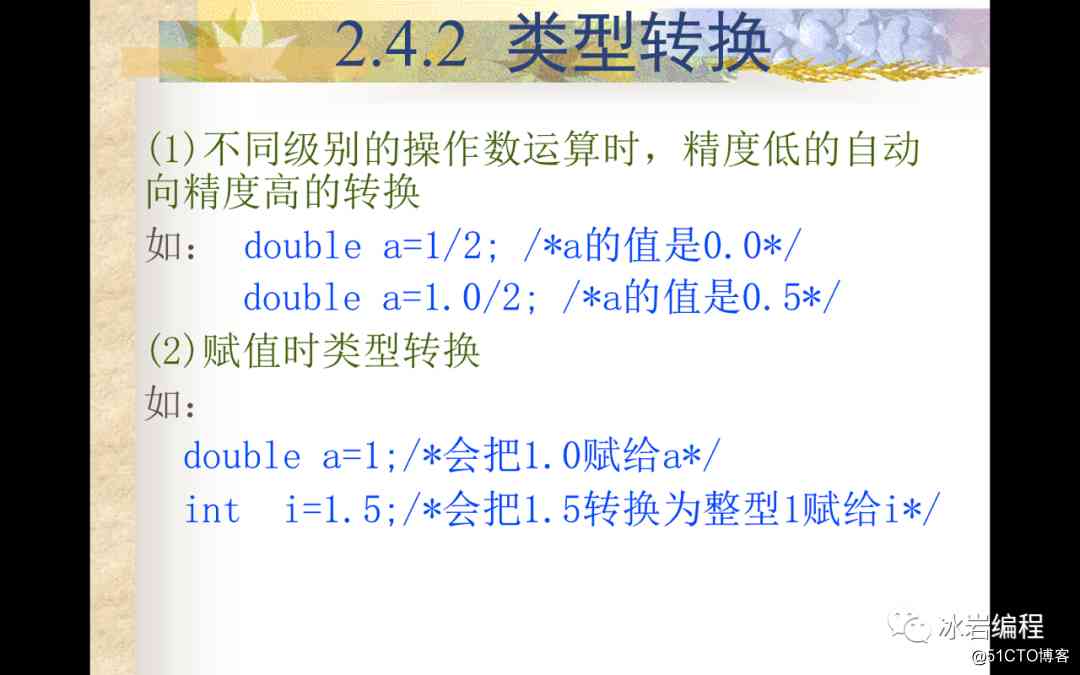 2.4.2 类型转换
(1)不同级别的操作数运算时，精度低的自动
向精度高的转换
如： double a=1/2; /*a的值是0.0*/
double a=1.0/2; /*a的值是0.5*/
(2)赋值时类型转换
如：
double a=1;/*会把1.0赋给a*/
int i=1.5;/*会把1.5转换为整型1赋给i*/
冰岩编程
@51CTO博客